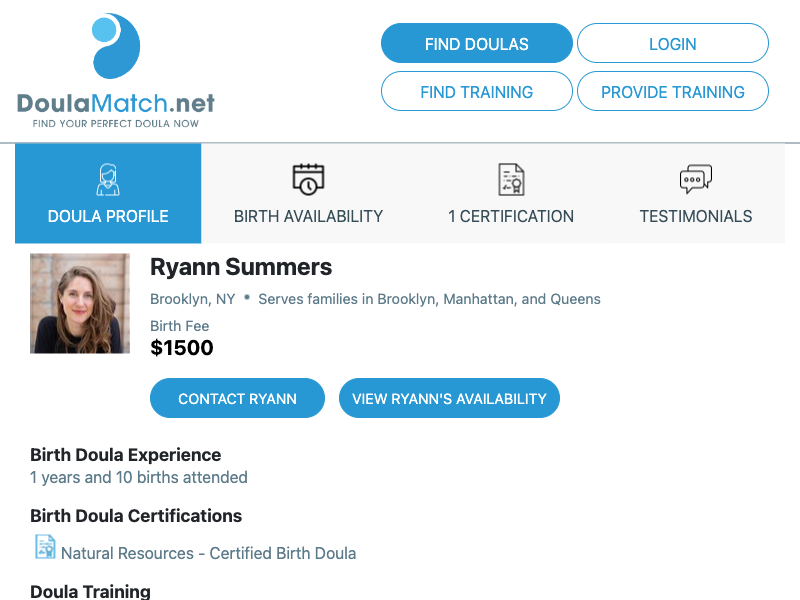 DoulaMatch.net
FIND YOUR PERFECT DOULA NOW
FIND DOULAS
LOGIN
FIND TRAINING
PROVIDE TRAINING
DOULA PROFILE
BIRTH AVAILABILITY
1 CERTIFICATION
TESTIMONIALS
Ryann Summers
Brooklyn, NY • Serves families in Brooklyn, Manhattan, and Queens
Birth Fee
$1500
CONTACT RYANN
VIEW RYANN'S AVAILABILITY
Birth Doula Experience
1 years and 10 births attended
Birth Doula Certifications
Natural Resources - Certified Birth Doula
Doula Training